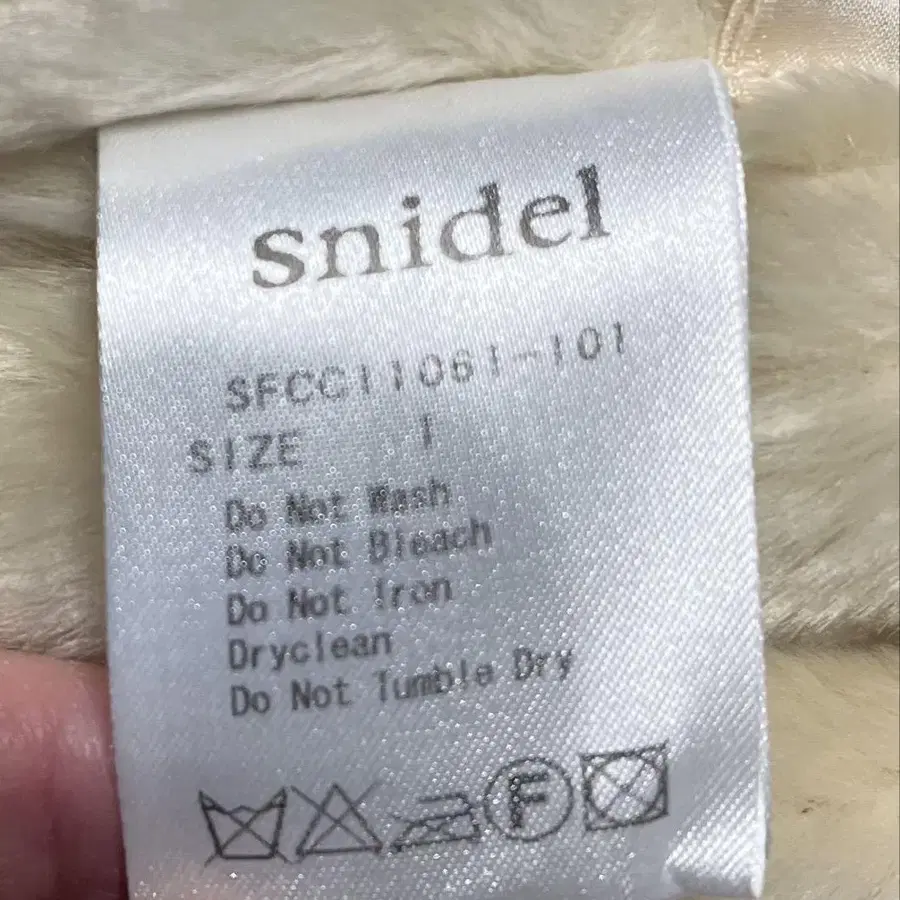 snidel
SFCC11061-101
SIZE 1
Do Not Wash
Do Not Bleach
Do Not Iron
Dryclean
Do Not Tumble Dry
F